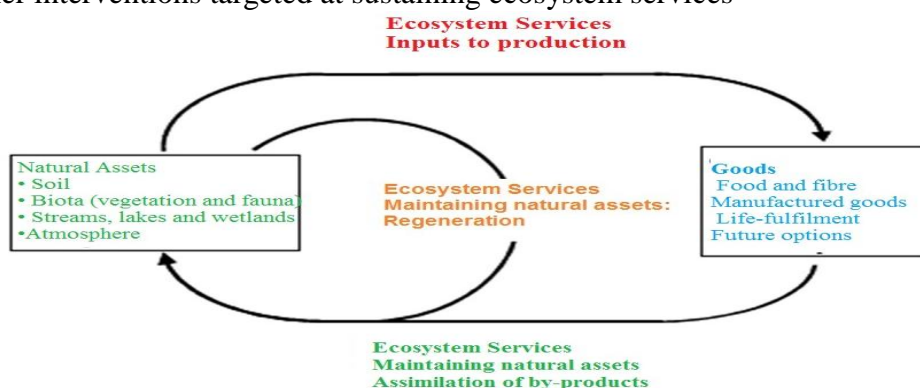 interventions targeted at sustaining ecosystem services
Ecosystem Services
Inputs to production
Natural Assets
• Soil
• Biota (vegetation and fauna)
• Streams, lakes and wetlands
•Atmosphere
Ecosystem Services
Maintaining natural assets:
Regeneration
Goods
Food and fibre
Manufactured goods
Life-fulfilment
Future options
Ecosystem Services
Maintaining natural assets
Assimilation of by-products